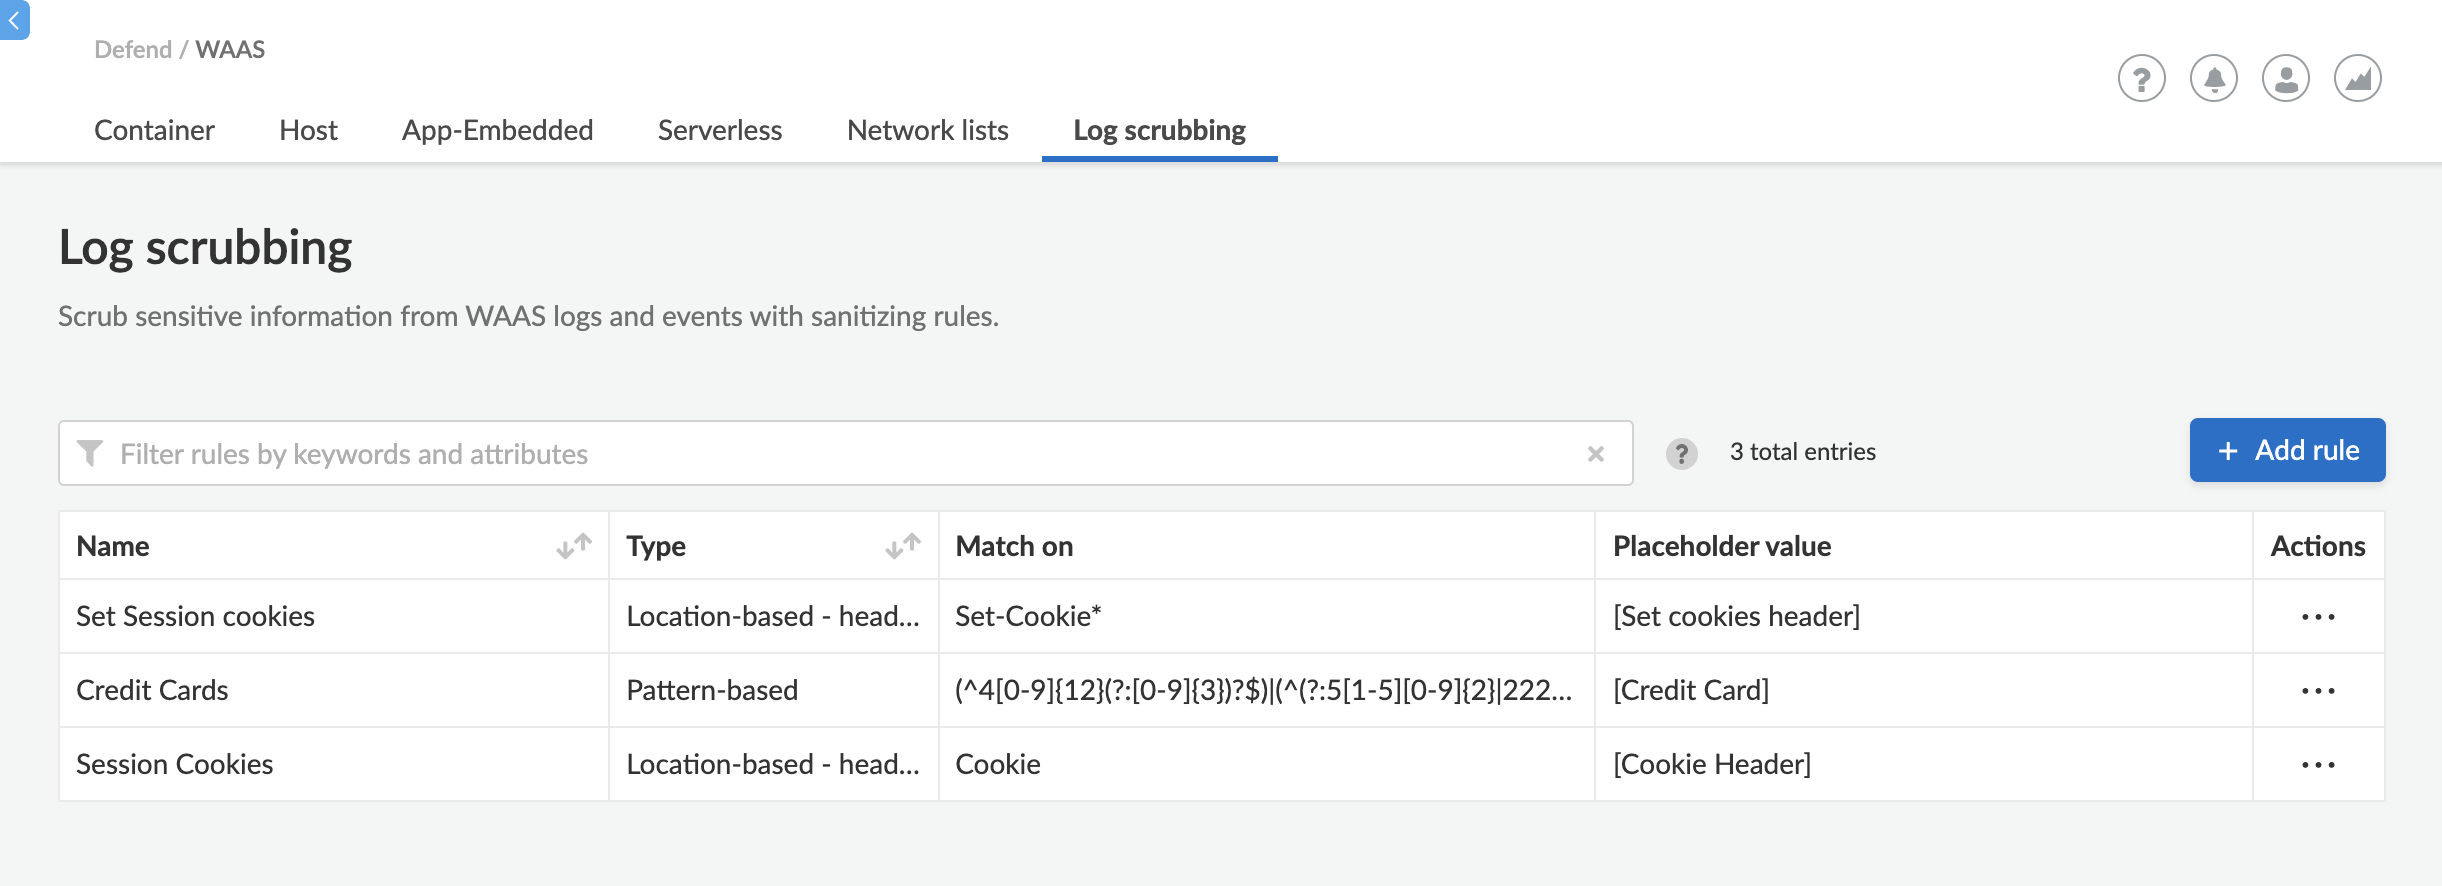 Defend / WAAS
Container Host App-Embedded Serverless Network lists Log scrubbing
Log scrubbing
Scrub sensitive information from WAAS logs and events with sanitizing rules.
Filter rules by keywords and attributes
? 3 total entries
+ Add rule
Name Type Match on Placeholder value Actions
Set Session cookies Location-based - head... Set-Cookie* [Set cookies header]
Credit Cards Pattern-based (^4[0-9]{12}(?:[0-9]{3})?$)|(^(?:5[1-5][0-9]{2}|222... [Credit Card]
Session Cookies Location-based - head... Cookie [Cookie Header]